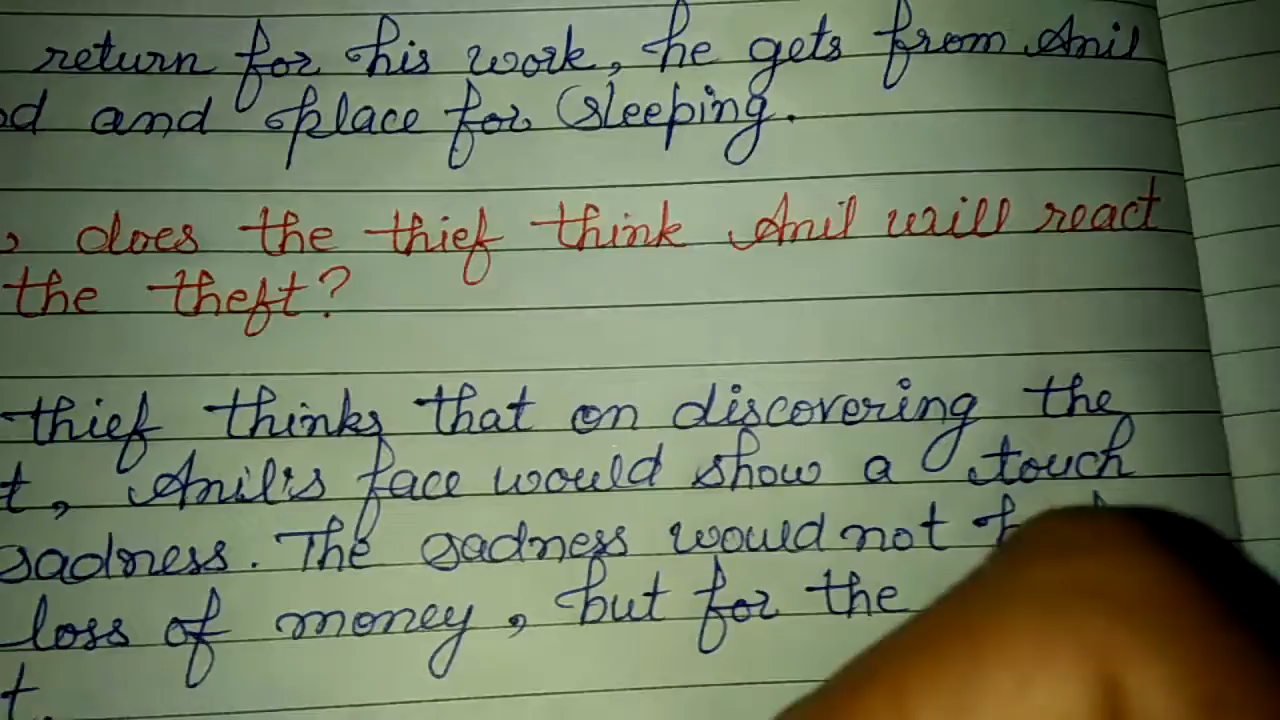 return for his work, he gets from Anil
and place for sleeping.
does the thief think Anil will react
the theft?
thief thinks that on discovering the
t, Anil's face would show a touch
sadness. The sadness would not
loss of money, but for the
t.